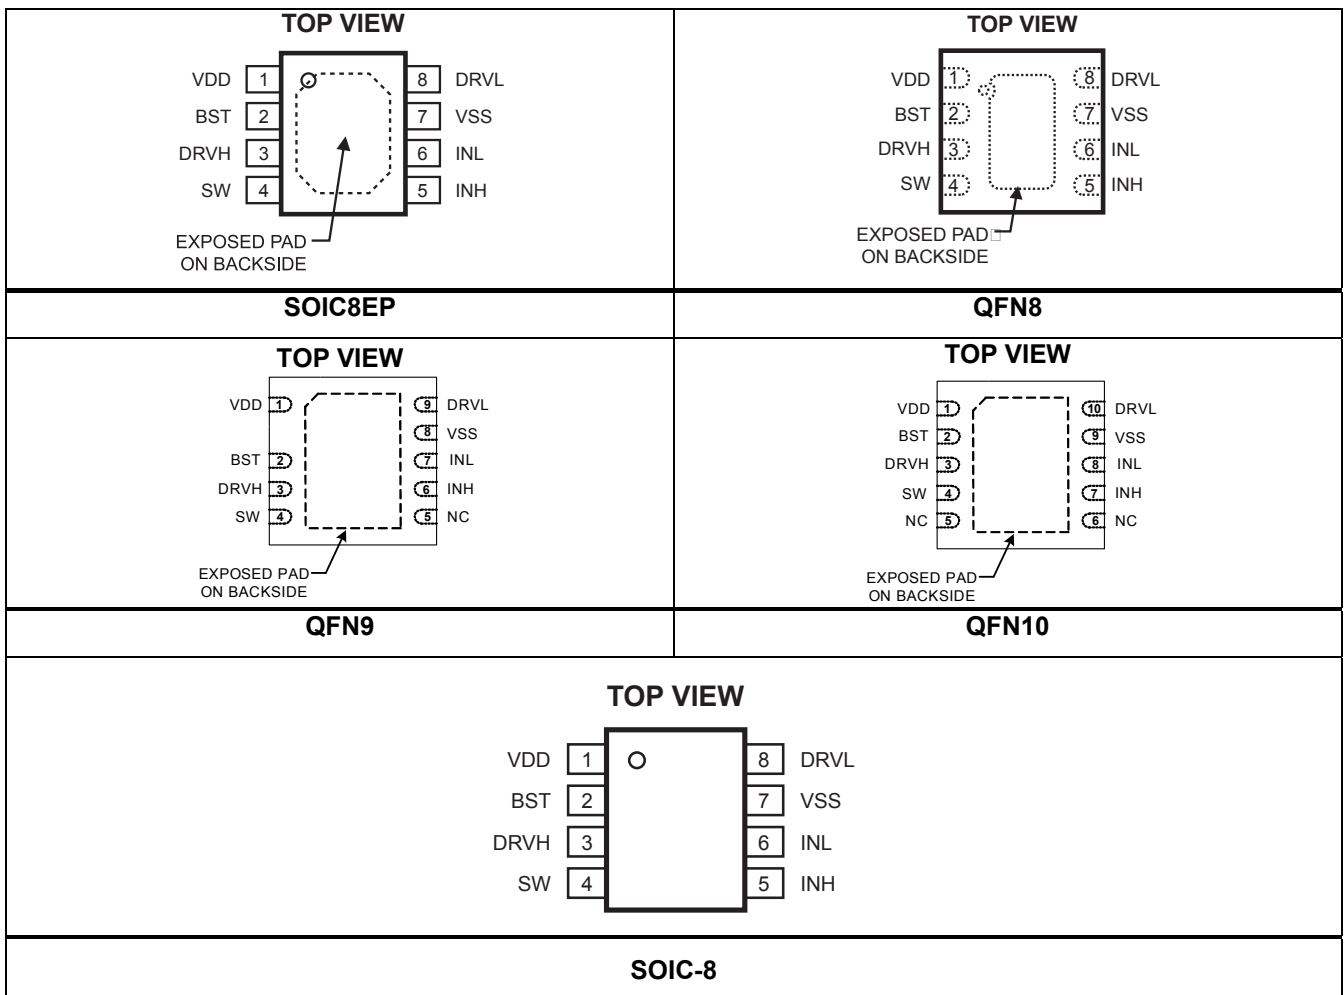 TOP VIEW
VDD 1 8 DRVL
BST 2 7 VSS
DRVH 3 6 INL
SW 4 5 INH
EXPOSED PAD
ON BACKSIDE
SOIC8EP
TOP VIEW
VDD 1 8 DRVL
BST 2 7 VSS
DRVH 3 6 INL
SW 4 5 INH
EXPOSED PAD
ON BACKSIDE
QFN8
TOP VIEW
VDD 1 9 DRVL
8 VSS
BST 2 7 INL
DRVH 3 6 INH
SW 4 5 NC
EXPOSED PAD
ON BACKSIDE
QFN9
TOP VIEW
VDD 1 10 DRVL
BST 2 9 VSS
DRVH 3 8 INL
SW 4 7 INH
NC 5 6 NC
EXPOSED PAD
ON BACKSIDE
QFN10
TOP VIEW
VDD 1 8 DRVL
BST 2 7 VSS
DRVH 3 6 INL
SW 4 5 INH
SOIC-8